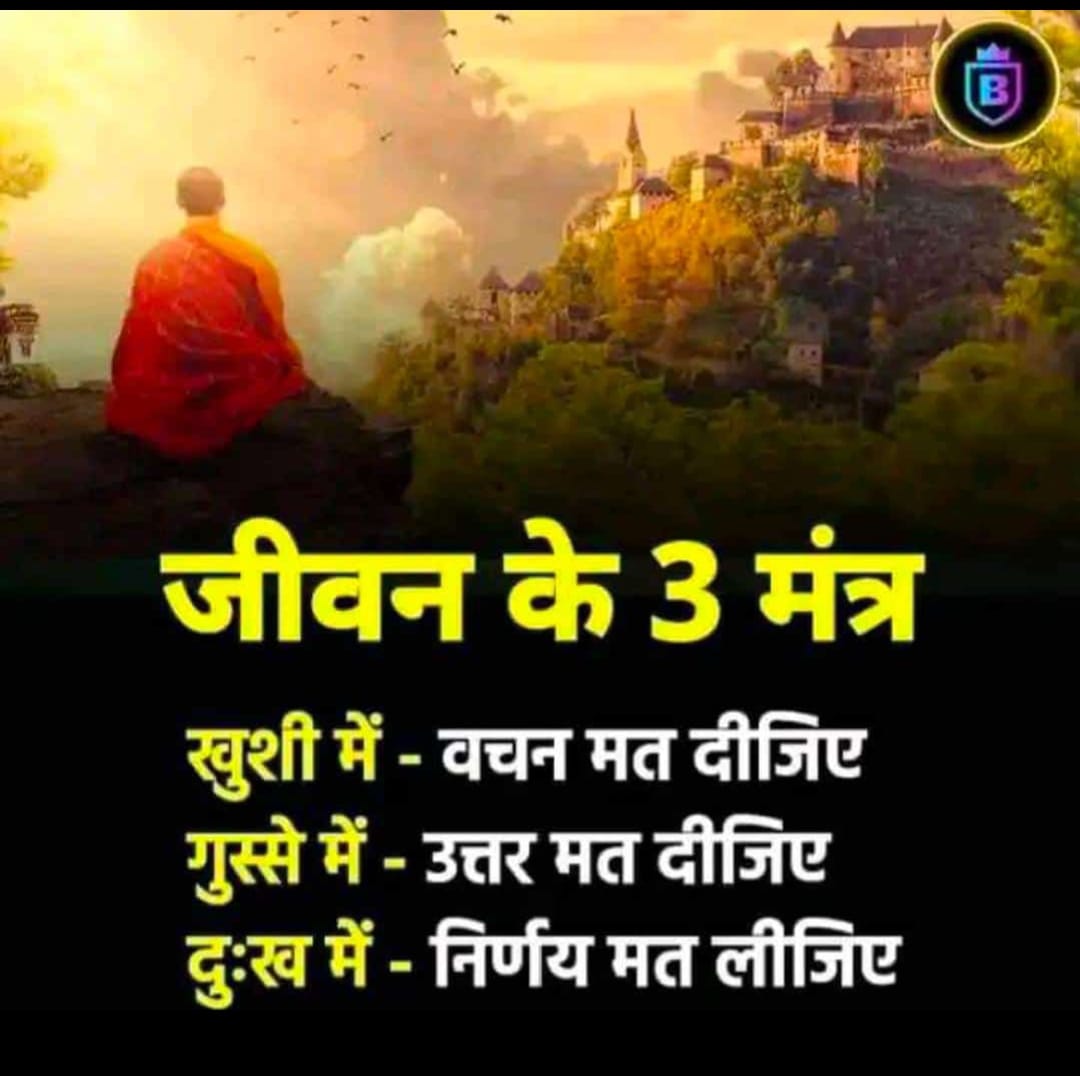 B
जीवन के 3 मंत्र
खुशी में - वचन मत दीजिए
गुस्से में - उत्तर मत दीजिए
दुःख में - निर्णय मत लीजिए